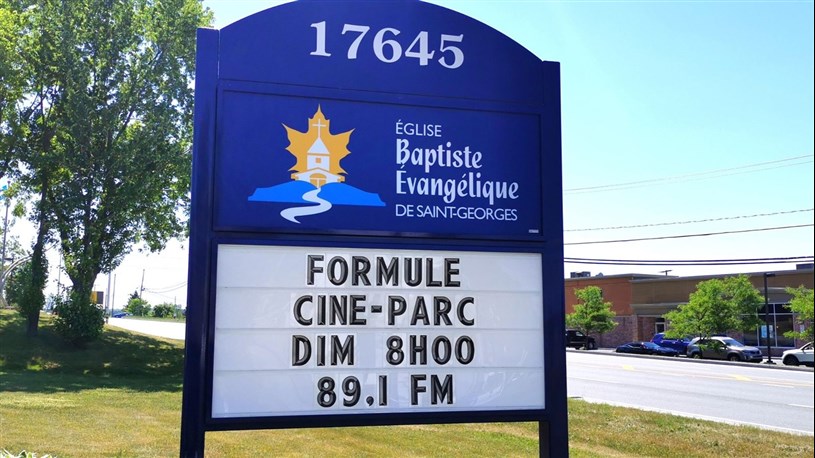 17645
ÉGLISE
Baptiste
Évangélique
DE SAINT-GEORGES
FORMULE
CINE-PARC
DIM 8H00
89.1 FM